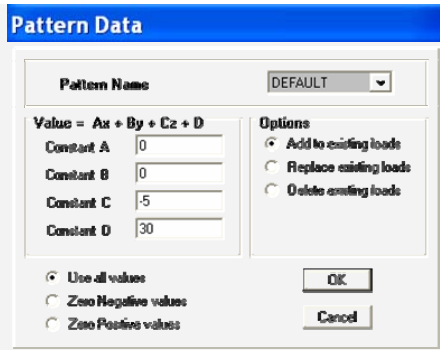 Pattern Data
Pattern Name
DEFAULT
Value = Ax + By + Cz + D
Constant A 0
Constant B 0
Constant C -5
Constant D 30
Options
Add to existing loads
Replace existing loads
Delete existing loads
Use all values
Zero Negative values
Zero Positive values
OK
Cancel